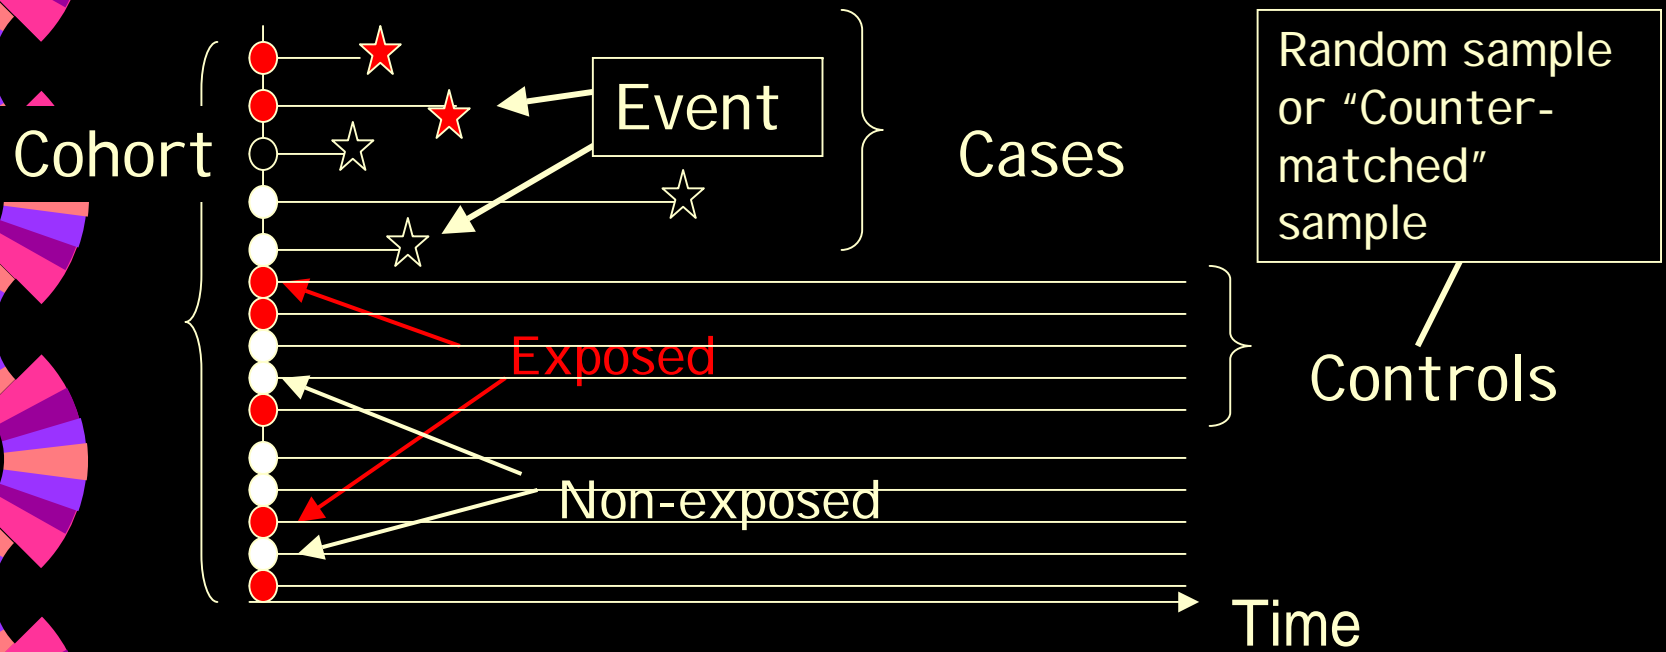 Cohort
Event
Cases
Random sample
or “Counter-
matched”
sample
Exposed
Controls
Non-exposed
Time